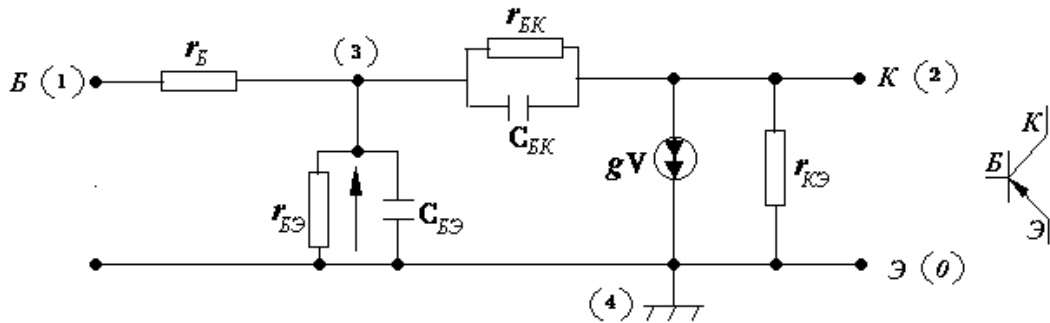 r_БК
r_Б (3)
Б (1) К (2)
C_БК
К
gV r_КЭ Б
r_БЭ C_БЭ
Э
Э (0)
(4)